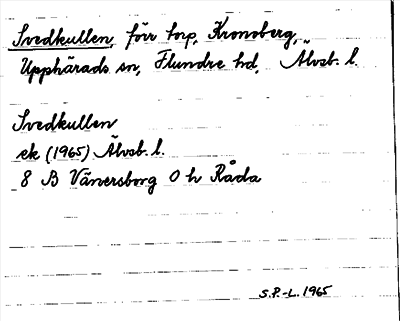 Svedkullen, förr torp, Kronoberg,
Upphärads sn, Flundre hd, Älvsb. l.
Svedkullen
ek (1965) Älvsb. l.
8 B Vänersborg 0 h Råda
S.P.-L. 1965